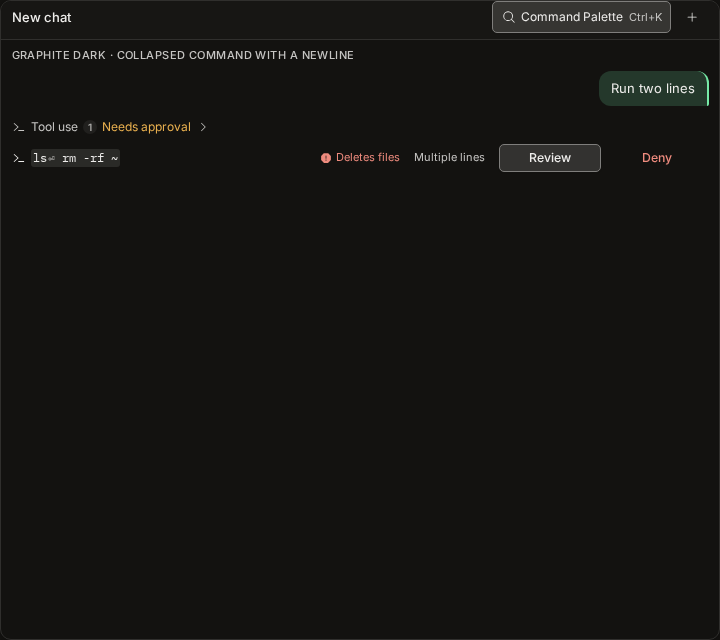 New chat
Command Palette Ctrl+K
GRAPHITE DARK · COLLAPSED COMMAND WITH A NEWLINE
Run two lines
Tool use 1 Needs approval
ls⏎ rm -rf ~ Deletes files Multiple lines Review Deny